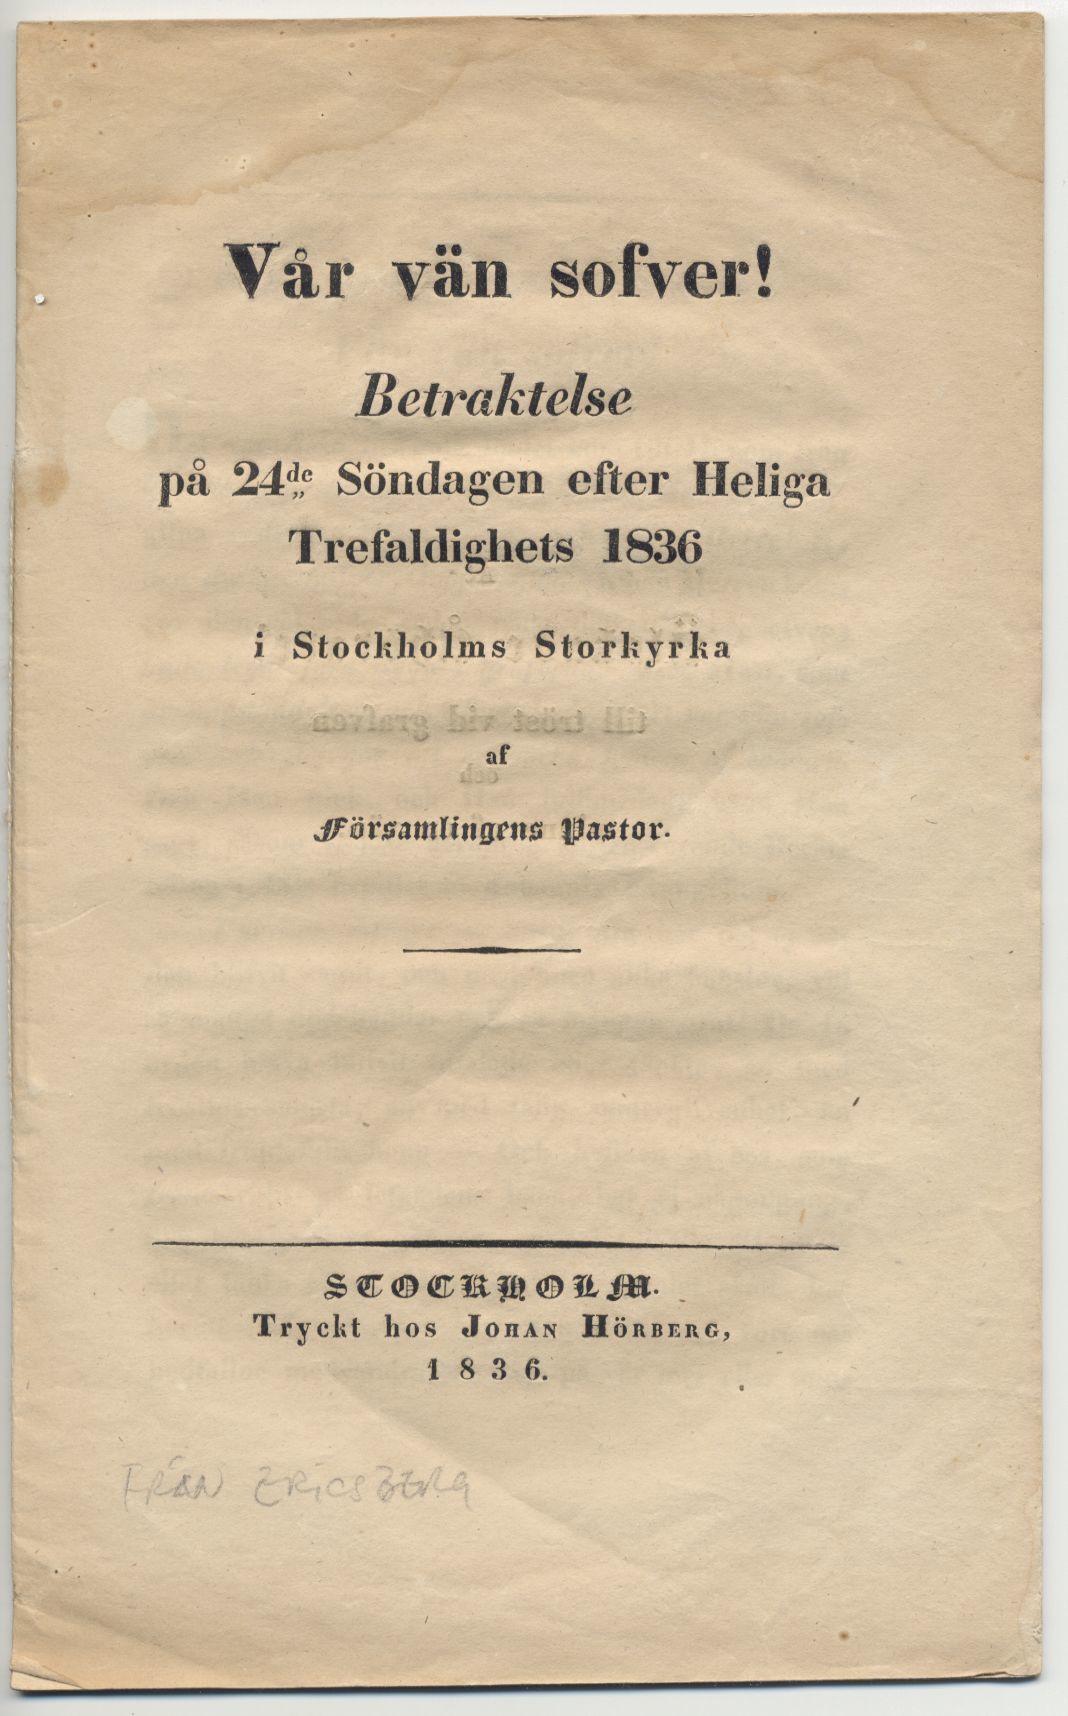 Vår vän sofver!
Betraktelse
på 24de Söndagen efter Heliga
Trefaldighets 1836
i Stockholms Storkyrka
af
Församlingens Pastor.
STOCKHOLM.
Tryckt hos JOHAN HÖRBERG,
1836.
FRÅN ERICSBERG